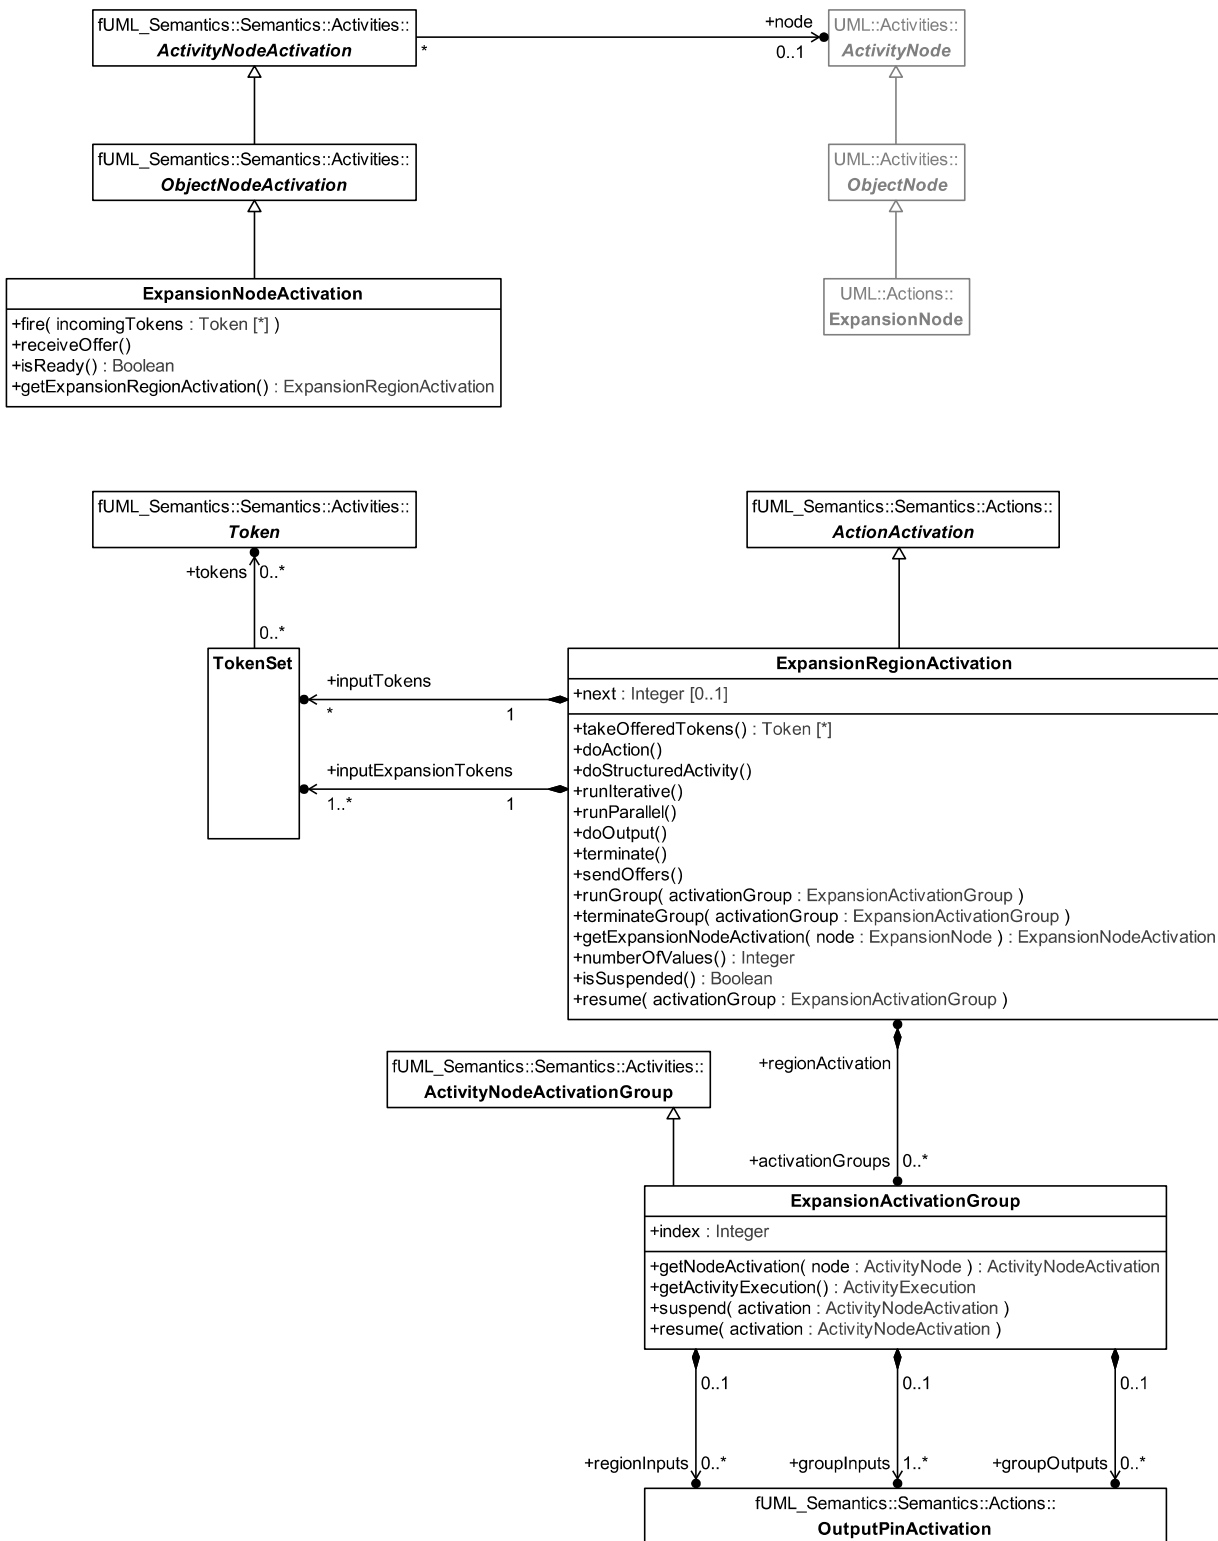 fUML_Semantics::Semantics::Activities::
ActivityNodeActivation
*
+node
0..1
UML::Activities::
ActivityNode
fUML_Semantics::Semantics::Activities::
ObjectNodeActivation
UML::Activities::
ObjectNode
ExpansionNodeActivation
+fire( incomingTokens : Token [*] )
+receiveOffer()
+isReady() : Boolean
+getExpansionRegionActivation() : ExpansionRegionActivation
UML::Actions::
ExpansionNode
fUML_Semantics::Semantics::Activities::
Token
+tokens
0..*
0..*
TokenSet
fUML_Semantics::Semantics::Actions::
ActionActivation
+inputTokens
*
1
+inputExpansionTokens
1..*
1
ExpansionRegionActivation
+next : Integer [0..1]
+takeOfferedTokens() : Token [*]
+doAction()
+doStructuredActivity()
+runIterative()
+runParallel()
+doOutput()
+terminate()
+sendOffers()
+runGroup( activationGroup : ExpansionActivationGroup )
+terminateGroup( activationGroup : ExpansionActivationGroup )
+getExpansionNodeActivation( node : ExpansionNode ) : ExpansionNodeActivation
+numberOfValues() : Integer
+isSuspended() : Boolean
+resume( activationGroup : ExpansionActivationGroup )
fUML_Semantics::Semantics::Activities::
ActivityNodeActivationGroup
+regionActivation
+activationGroups
0..*
ExpansionActivationGroup
+index : Integer
+getNodeActivation( node : ActivityNode ) : ActivityNodeActivation
+getActivityExecution() : ActivityExecution
+suspend( activation : ActivityNodeActivation )
+resume( activation : ActivityNodeActivation )
0..1
0..1
0..1
+regionInputs
0..*
+groupInputs
1..*
+groupOutputs
0..*
fUML_Semantics::Semantics::Actions::
OutputPinActivation